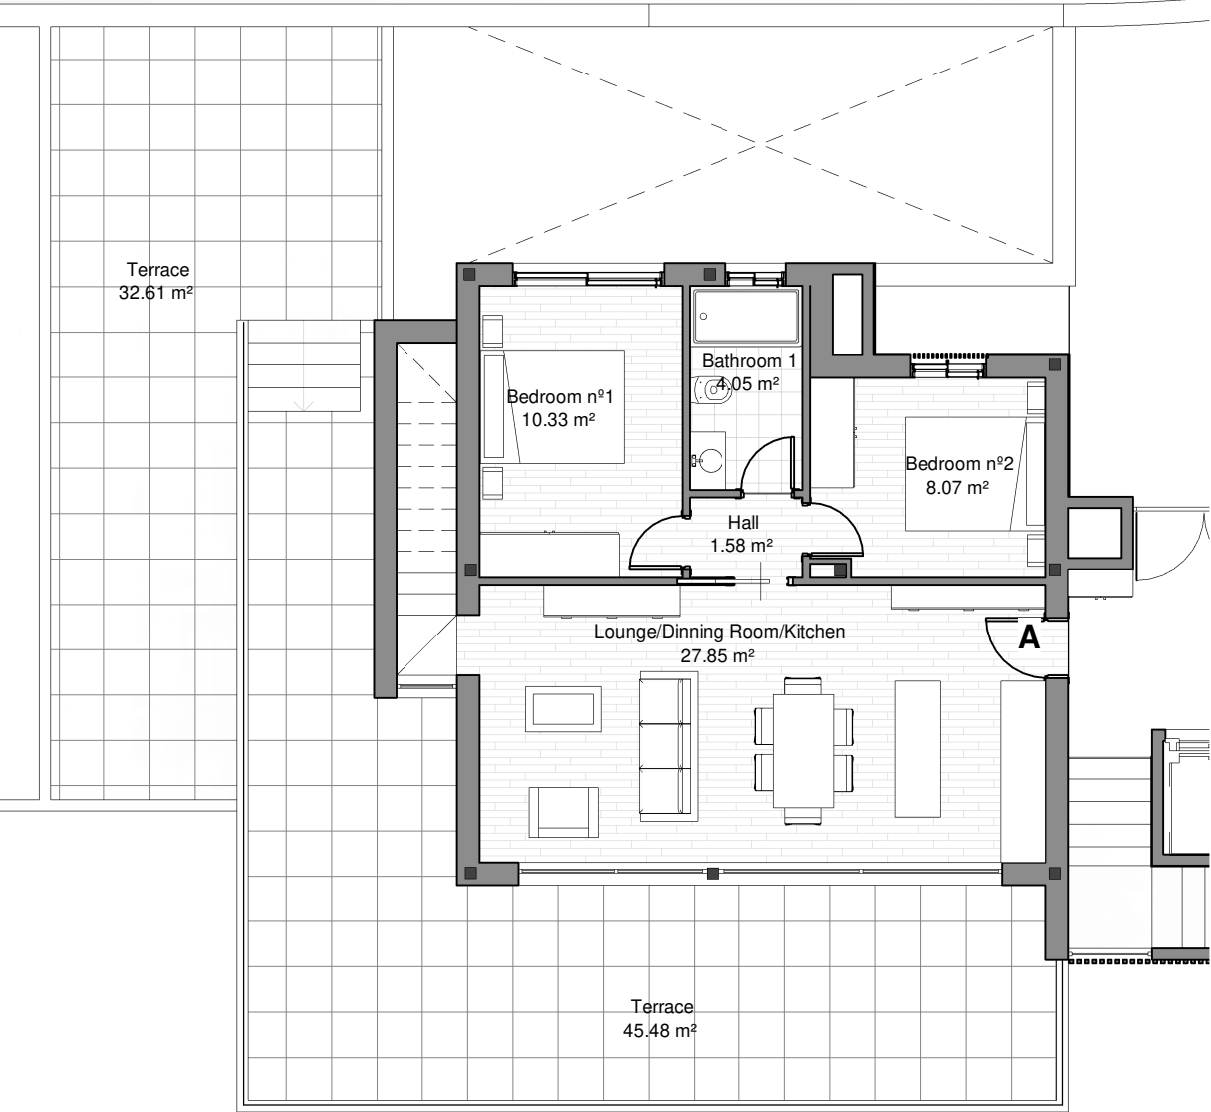 Terrace
32.61 m²
Bathroom 1
4.05 m²
Bedroom nº1
10.33 m²
Bedroom nº2
8.07 m²
Hall
1.58 m²
Lounge/Dinning Room/Kitchen
27.85 m²
A
Terrace
45.48 m²